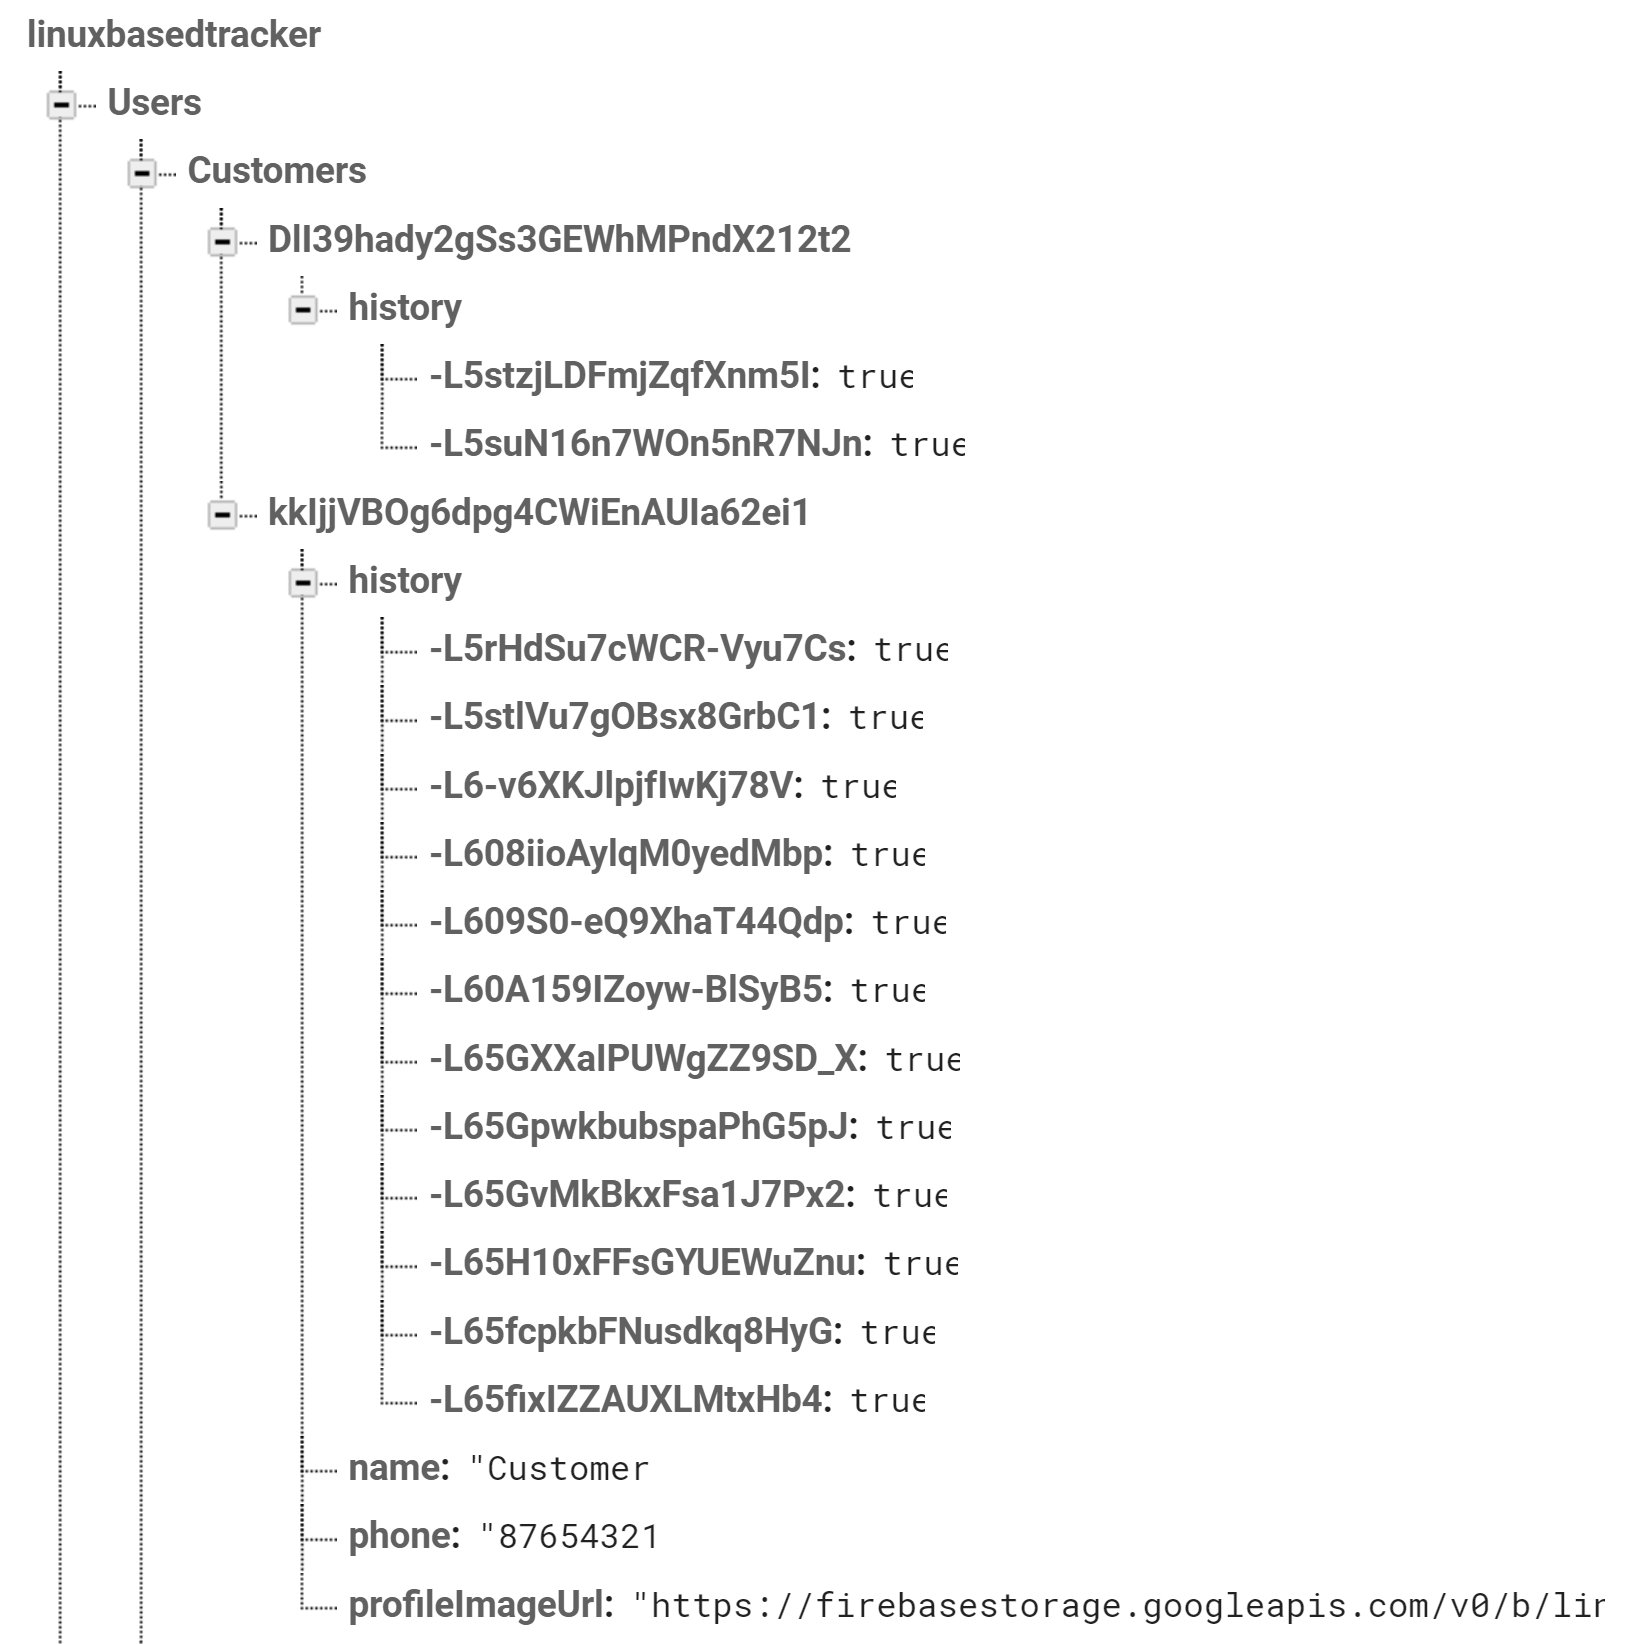 linuxbasedtracker
Users
Customers
DlI39hady2gSs3GEWhMPndX212t2
history
-L5stzjLDFmjZqfXnm5I: true
-L5suN16n7WOn5nR7NJn: true
kkIjjVBOg6dpg4CWiEnAUIa62ei1
history
-L5rHdSu7cWCR-Vyu7Cs: true
-L5stlVu7gOBsx8GrbC1: true
-L6-v6XKJlpjfIwKj78V: true
-L608iioAylqM0yedMbp: true
-L609S0-eQ9XhaT44Qdp: true
-L60A159IZoyw-BlSyB5: true
-L65GXXaIPUWgZZ9SD_X: true
-L65GpwkbubspaPhG5pJ: true
-L65GvMkBkxFsa1J7Px2: true
-L65H10xFFsGYUEWuZnu: true
-L65fcpkbFNusdkq8HyG: true
-L65fixIZZAUXLMtxHb4: true
name: "Customer
phone: "87654321
profileImageUrl: "https://firebasestorage.googleapis.com/v0/b/lin